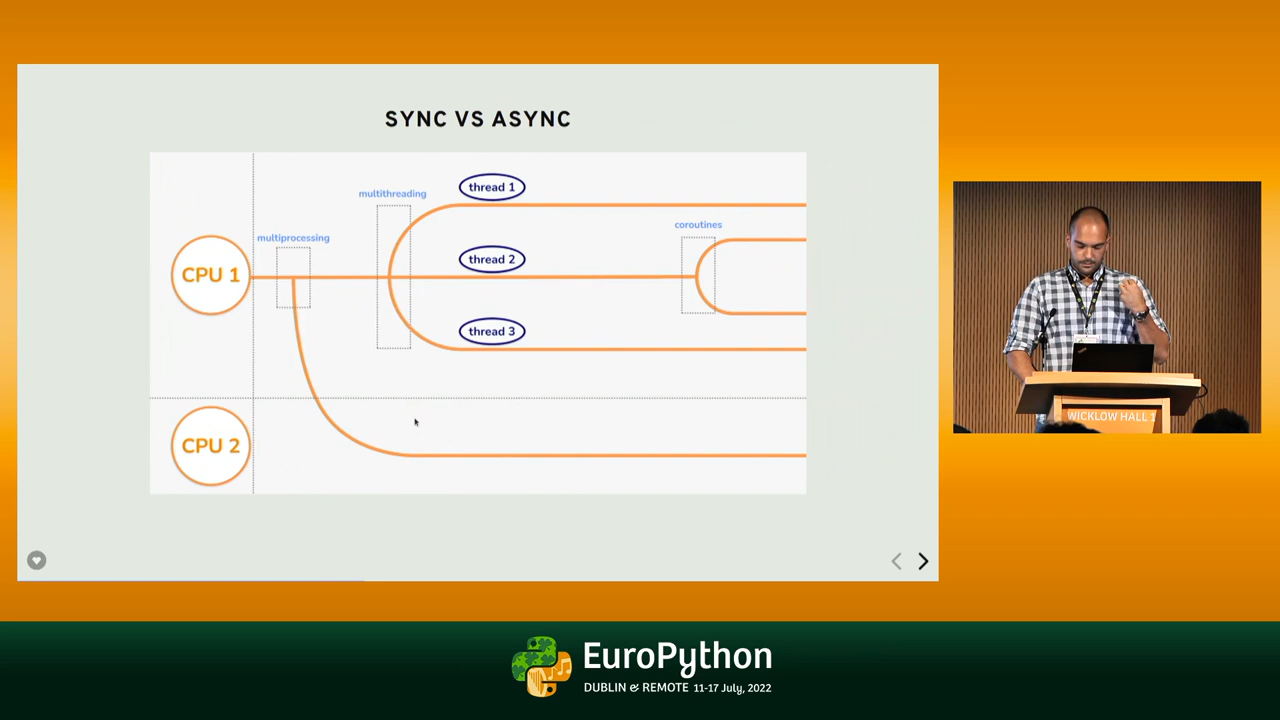 SYNC VS ASYNC
thread 1
multithreading
coroutines
multiprocessing
thread 2
CPU 1
thread 3
CPU 2
WICKLOW HALL 1
EuroPython
DUBLIN & REMOTE 11-17 July, 2022